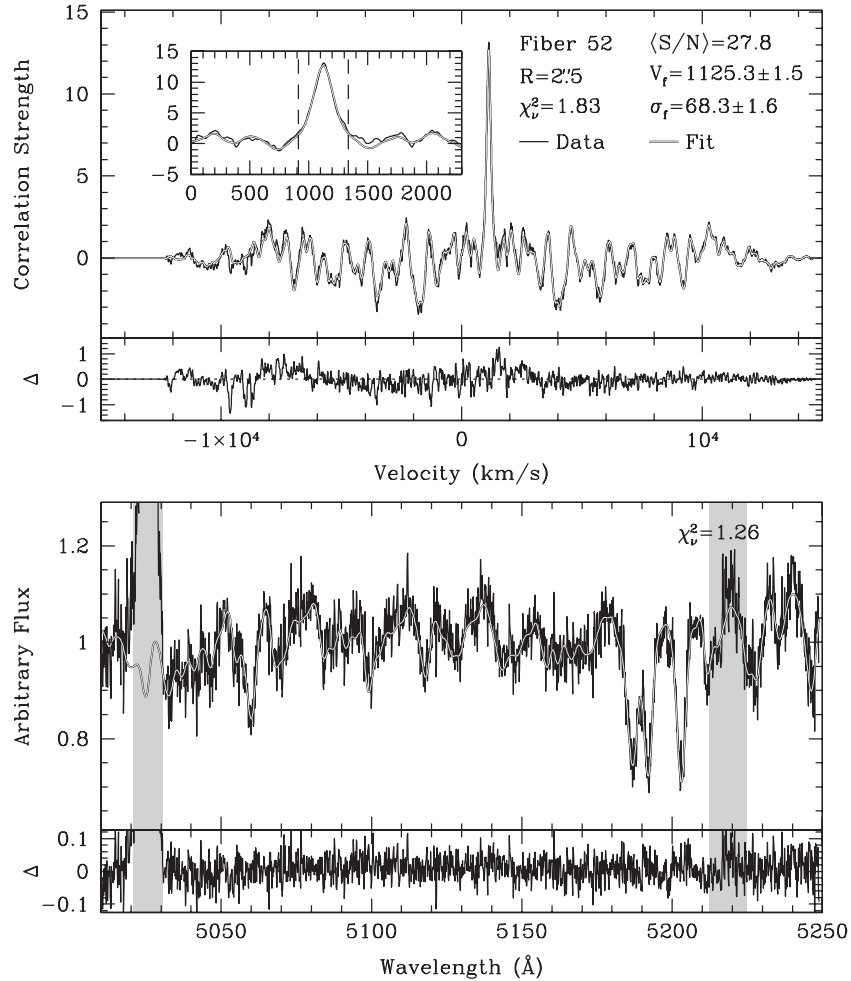 15
10
5
0
Correlation Strength
15
10
5
0
−5
0 500 1000 1500 2000
Fiber 52 ⟨S/N⟩=27.8
R=2".5 V_f=1125.3±1.5
χ²_ν=1.83 σ_f=68.3±1.6
Data Fit
1
0
−1
Δ
−1×10⁴ 0 10⁴
Velocity (km/s)
χ²_ν=1.26
1.2
1
0.8
Arbitrary Flux
0.1
0
−0.1
Δ
5050 5100 5150 5200 5250
Wavelength (Å)